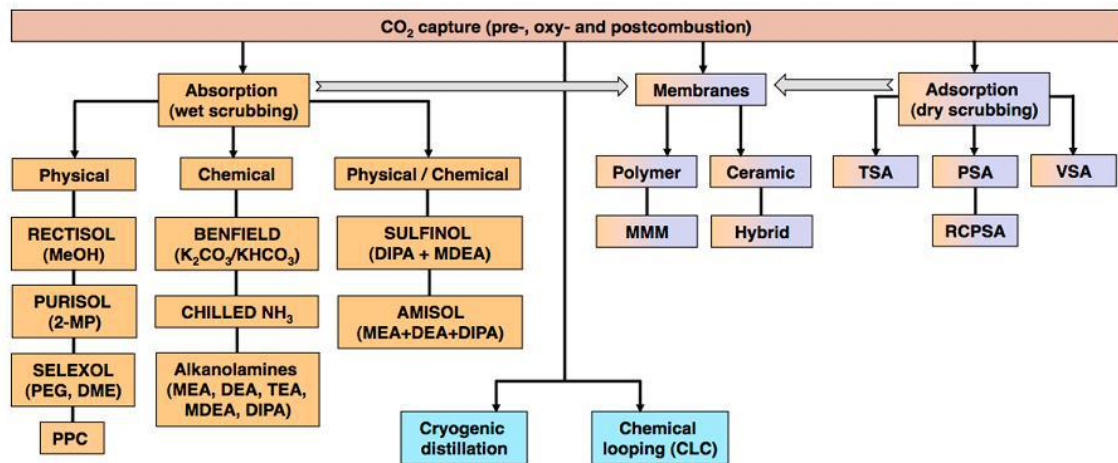 CO₂ capture (pre-, oxy- and postcombustion)
Absorption
(wet scrubbing)
Membranes
Adsorption
(dry scrubbing)
Physical
Chemical
Physical / Chemical
Polymer
Ceramic
TSA
PSA
VSA
RECTISOL
(MeOH)
BENFIELD
(K₂CO₃/KHCO₃)
SULFINOL
(DIPA + MDEA)
MMM
Hybrid
RCPSA
PURISOL
(2-MP)
CHILLED NH₃
AMISOL
(MEA+DEA+DIPA)
SELEXOL
(PEG, DME)
Alkanolamines
(MEA, DEA, TEA,
MDEA, DIPA)
PPC
Cryogenic
distillation
Chemical
looping (CLC)